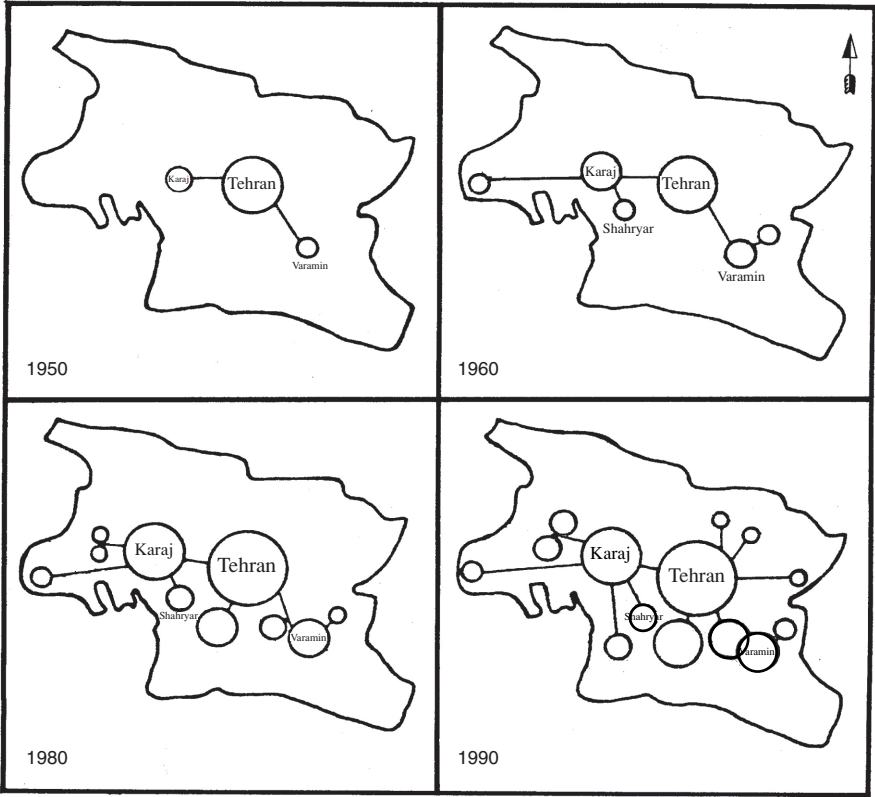 Karaj
Tehran
Varamin
1950
Karaj
Tehran
Shahryar
Varamin
1960
Karaj
Tehran
Shahryar
Varamin
1980
Karaj
Tehran
Shahryar
Varamin
1990